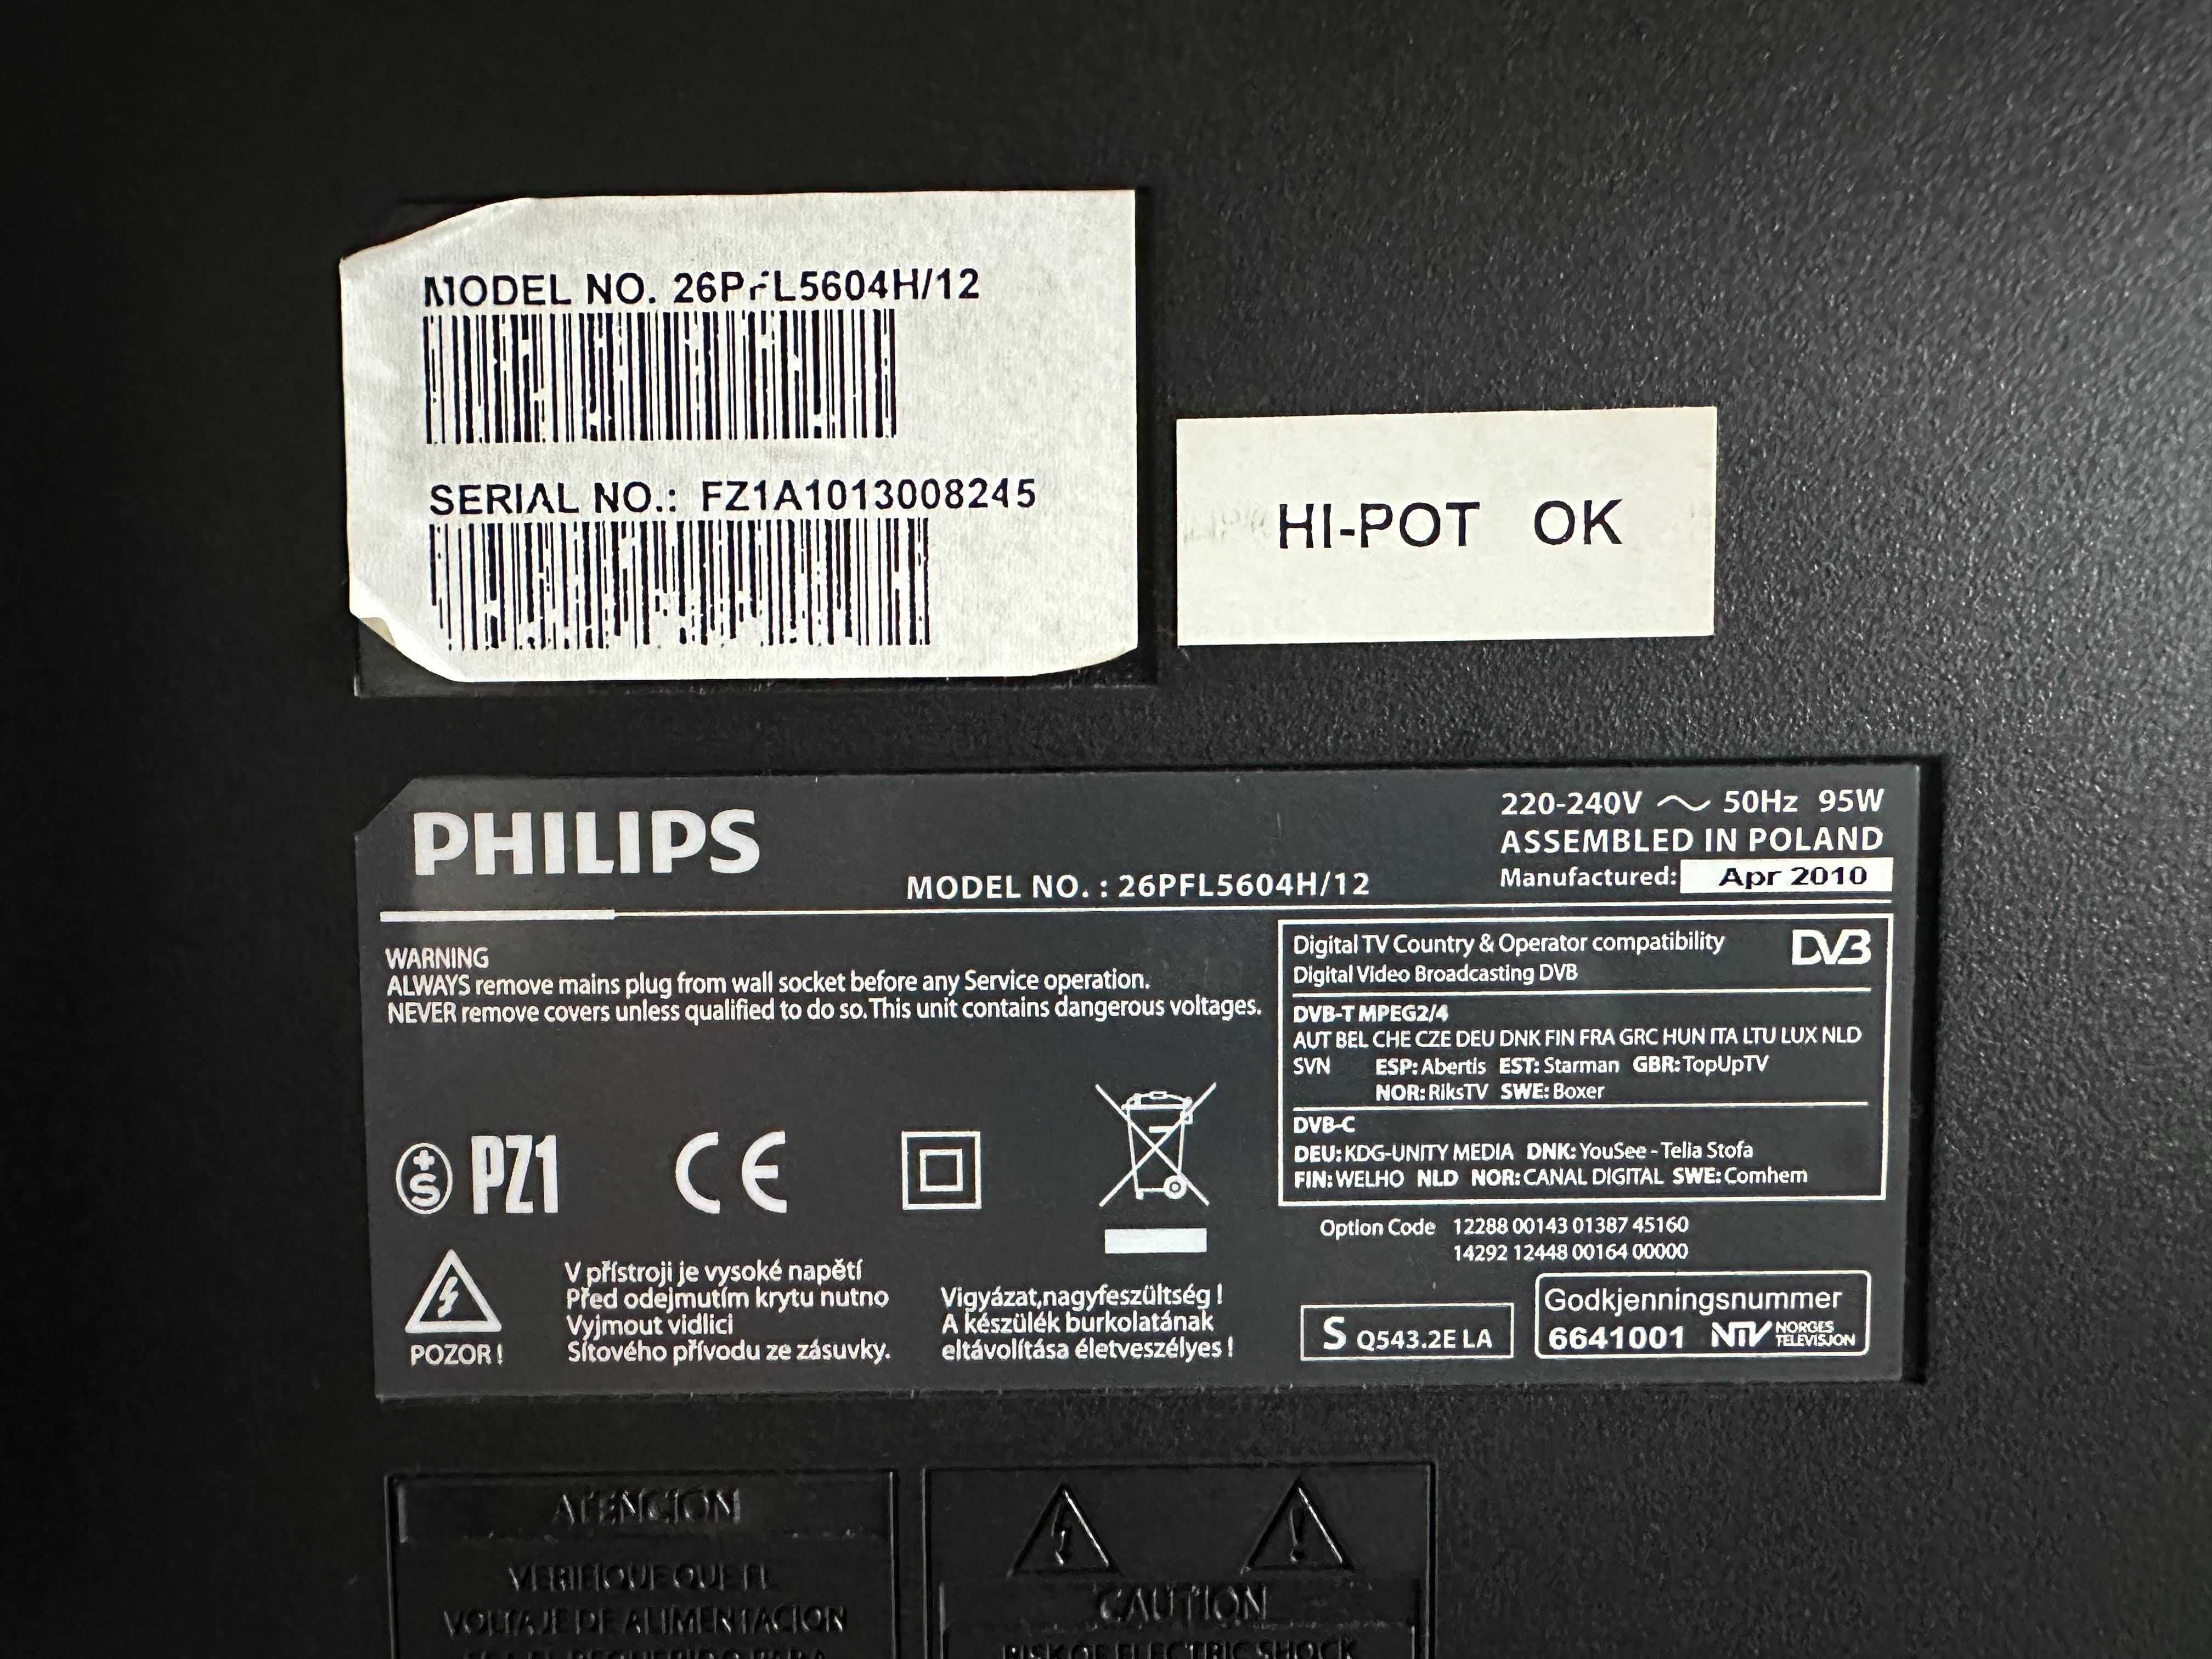 MODEL NO. 26PFL5604H/12
SERIAL NO.: FZ1A1013008245
HI-POT OK
PHILIPS
MODEL NO. : 26PFL5604H/12
220-240V ~ 50Hz 95W
ASSEMBLED IN POLAND
Manufactured: Apr 2010
WARNING
ALWAYS remove mains plug from wall socket before any Service operation.
NEVER remove covers unless qualified to do so. This unit contains dangerous voltages.
Digital TV Country & Operator compatibility
Digital Video Broadcasting DVB
DVB
DVB-T MPEG2/4
AUT BEL CHE CZE DEU DNK FIN FRA GRC HUN ITA LTU LUX NLD
SVN ESP: Abertis EST: Starman GBR: TopUpTV
NOR: RiksTV SWE: Boxer
DVB-C
DEU: KDG-UNITY MEDIA DNK: YouSee - Telia Stofa
FIN: WELHO NLD NOR: CANAL DIGITAL SWE: Comhem
+S PZ1 CE
Option Code 12288 00143 01387 45160
14292 12448 00164 00000
POZOR !
V přístroji je vysoké napětí
Před odejmutím krytu nutno
Vyjmout vidlici
Sítového přívodu ze zásuvky.
Vigyázat,nagyfeszültség !
A készülék burkolatának
eltávolítása életveszélyes !
S Q543.2E LA
Godkjenningsnummer
6641001 NTV NORGES TELEVISJON
ATENCION
VERIFIQUE QUE EL
VOLTAJE DE ALIMENTACION
CAUTION
RISK OF ELECTRIC SHOCK